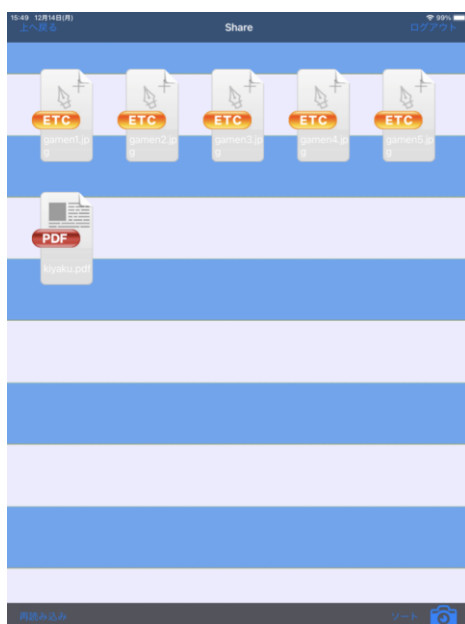 15:49 12月14日(月)
99%
上へ戻る
Share
ログアウト
ETC
ETC
ETC
ETC
ETC
gamen1.jp
g
gamen2.jp
g
gamen3.jp
g
gamen4.jp
g
gamen5.jp
g
PDF
kiyaku.pdf
再読み込み
ソート